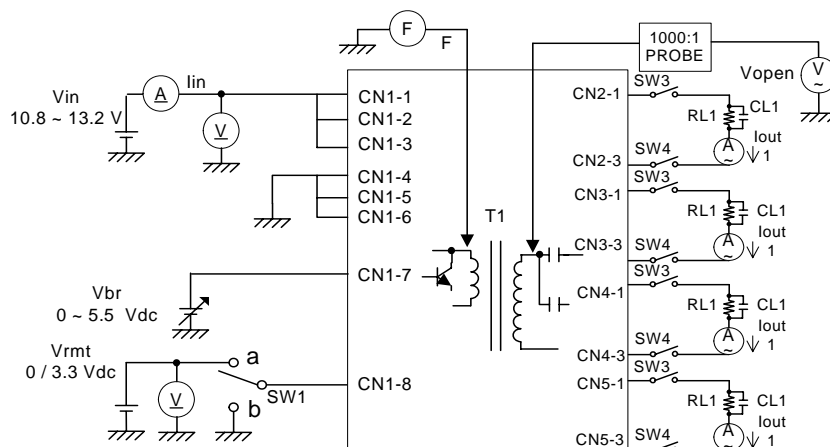 F
F
1000:1
PROBE
Vopen
V
~
Vin
10.8 ~ 13.2 V
A
Iin
V
CN1-1
CN1-2
CN1-3
CN1-4
CN1-5
CN1-6
CN1-7
CN1-8
Vbr
0 ~ 5.5 Vdc
Vrmt
0 / 3.3 Vdc
V
a
b
SW1
T1
CN2-1
SW3
RL1
CL1
A
~
Iout
1
CN2-3
SW4
SW3
CN3-1
RL1
CL1
A
~
Iout
1
CN3-3
SW4
SW3
CN4-1
RL1
CL1
A
~
Iout
1
CN4-3
SW4
SW3
CN5-1
RL1
CL1
A
~
Iout
1
CN5-3
SW4